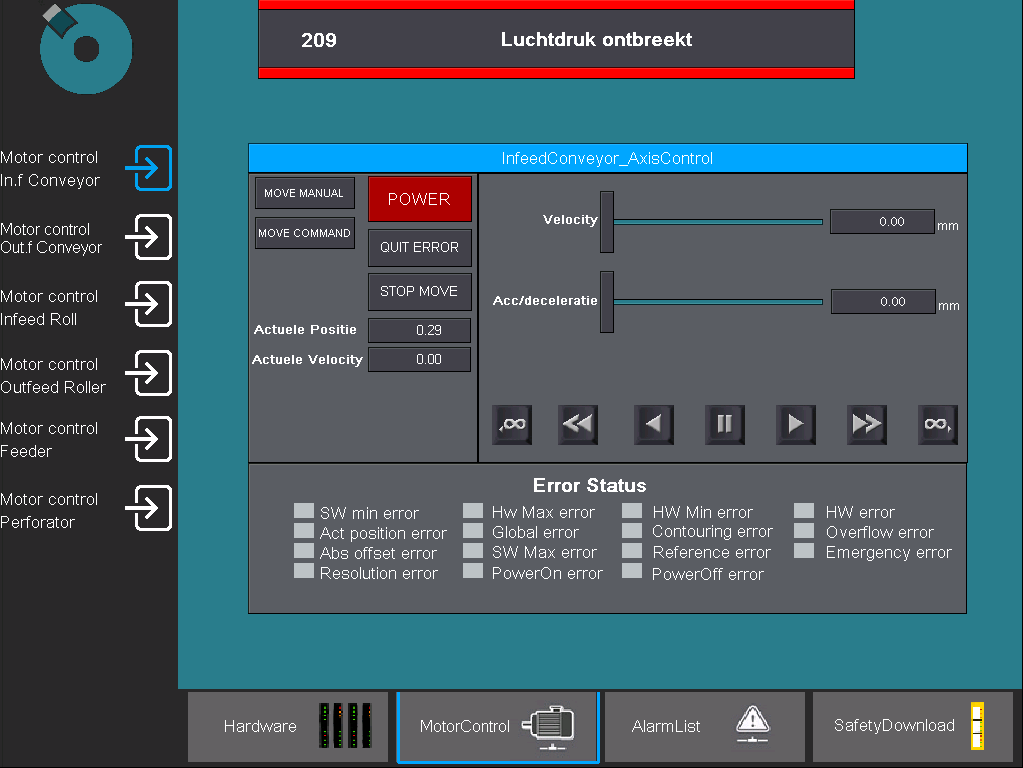 209 Luchtdruk ontbreekt
Motor control
In.f Conveyor
Motor control
Out.f Conveyor
Motor control
Infeed Roll
Motor control
Outfeed Roller
Motor control
Feeder
Motor control
Perforator
InfeedConveyor_AxisControl
MOVE MANUAL
POWER
MOVE COMMAND
QUIT ERROR
STOP MOVE
Actuele Positie 0.29
Actuele Velocity 0.00
Velocity 0.00 mm
Acc/deceleratie 0.00 mm
Error Status
SW min error Hw Max error HW Min error HW error
Act position error Global error Contouring error Overflow error
Abs offset error SW Max error Reference error Emergency error
Resolution error PowerOn error PowerOff error
Hardware MotorControl AlarmList SafetyDownload